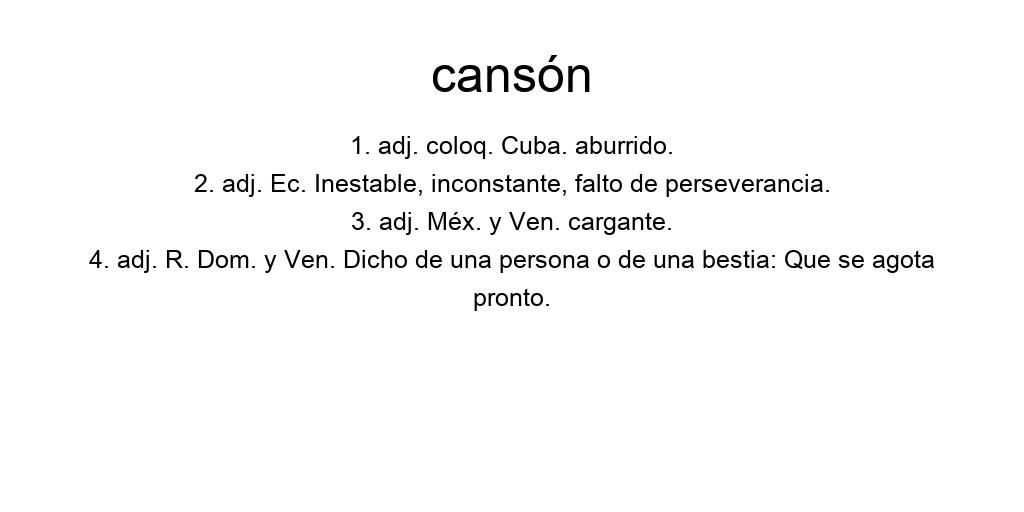 cansón
1. adj. coloq. Cuba. aburrido.
2. adj. Ec. Inestable, inconstante, falto de perseverancia.
3. adj. Méx. y Ven. cargante.
4. adj. R. Dom. y Ven. Dicho de una persona o de una bestia: Que se agota
pronto.